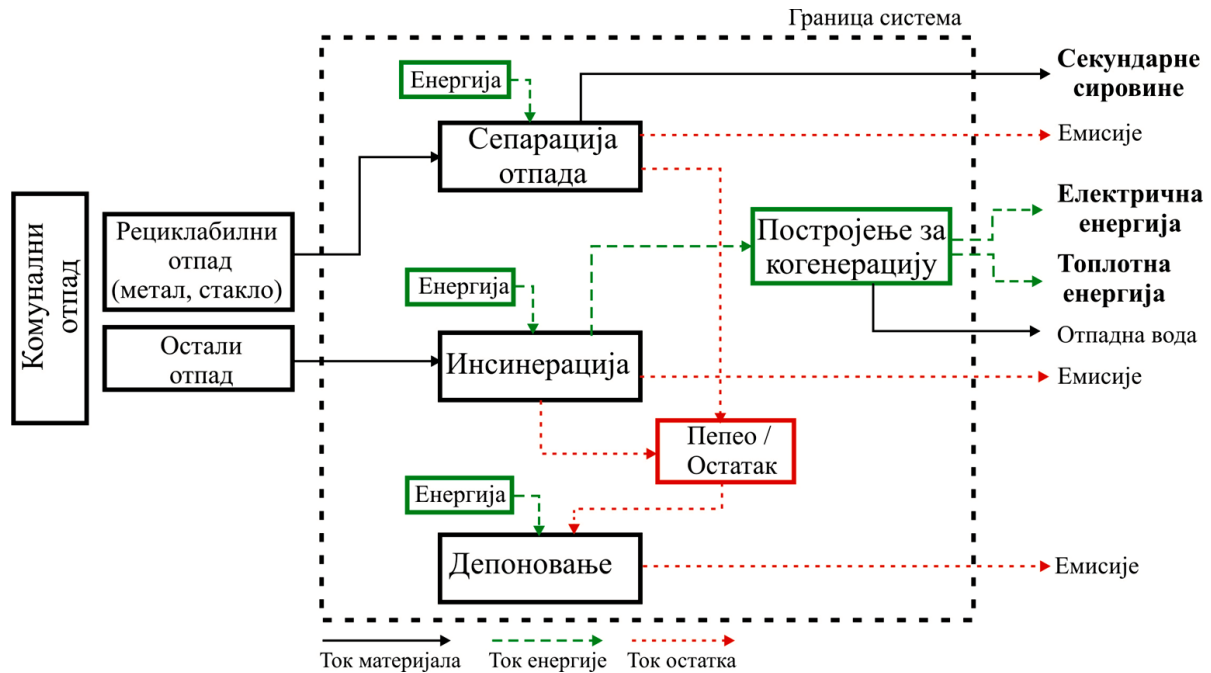 Граница система
Енергија
Секундарне
сировине
Сепарација
отпада
Емисије
Комунални
отпад
Рециклабилни
отпад
(метал, стакло)
Постројење за
когенерацију
Електрична
енергија
Топлотна
енергија
Енергија
Отпадна вода
Остали
отпад
Инсинерација
Емисије
Пепео /
Остатак
Енергија
Депоновање
Емисије
Ток материјала
Ток енергије
Ток остатка